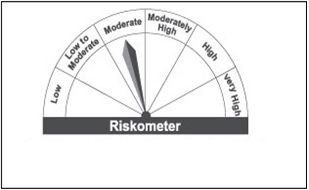 Low
Low to
Moderate
Moderate
Moderately
High
High
very High
Riskometer